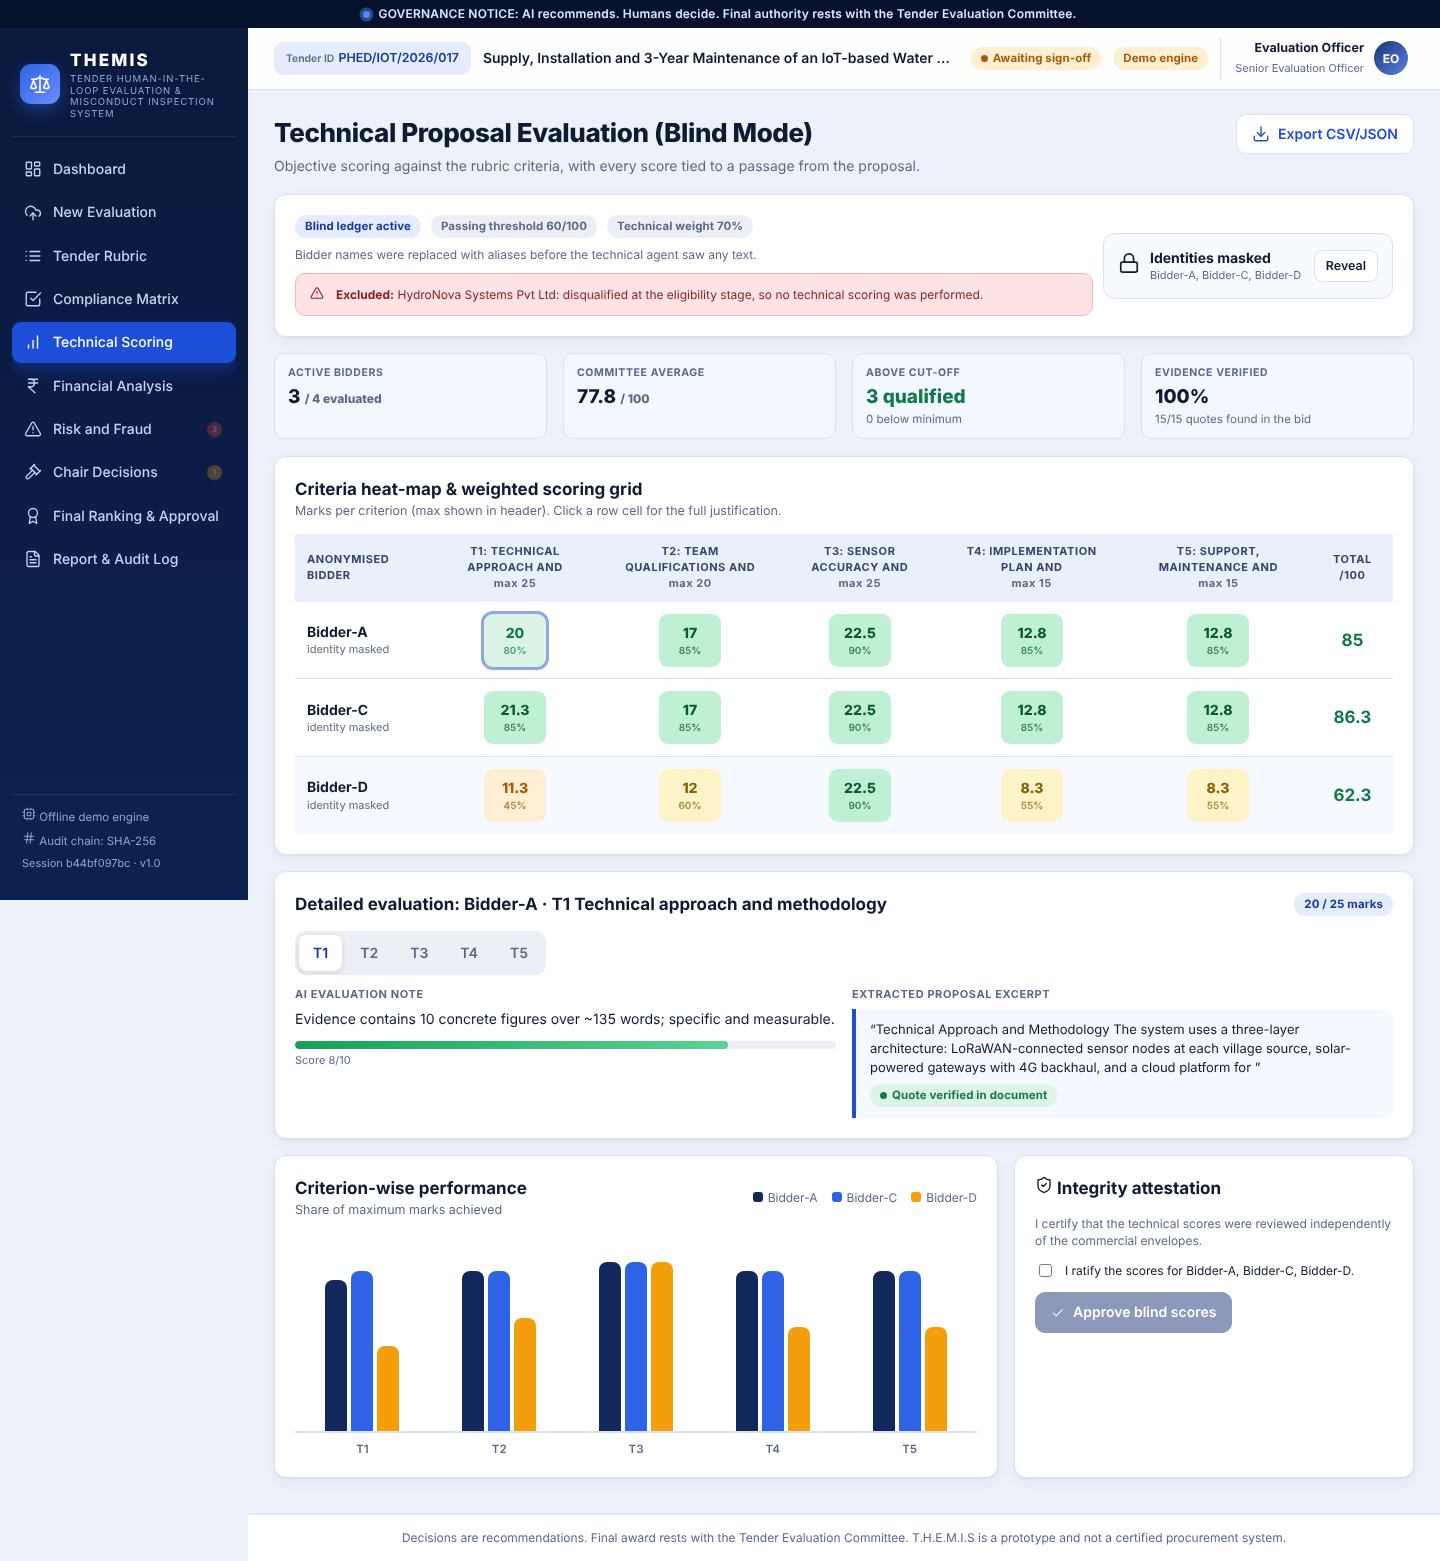 GOVERNANCE NOTICE: AI recommends. Humans decide. Final authority rests with the Tender Evaluation Committee.
THEMIS
TENDER HUMAN-IN-THE-
LOOP EVALUATION &
MISCONDUCT INSPECTION
SYSTEM
Dashboard
New Evaluation
Tender Rubric
Compliance Matrix
Technical Scoring
Financial Analysis
Risk and Fraud 3
Chair Decisions 1
Final Ranking & Approval
Report & Audit Log
Offline demo engine
Audit chain: SHA-256
Session b44bf097bc · v1.0
Tender ID PHED/IOT/2026/017
Supply, Installation and 3-Year Maintenance of an IoT-based Water ...
Awaiting sign-off
Demo engine
Evaluation Officer
Senior Evaluation Officer
EO
Technical Proposal Evaluation (Blind Mode)
Objective scoring against the rubric criteria, with every score tied to a passage from the proposal.
Export CSV/JSON
Blind ledger active
Passing threshold 60/100
Technical weight 70%
Bidder names were replaced with aliases before the technical agent saw any text.
Excluded: HydroNova Systems Pvt Ltd: disqualified at the eligibility stage, so no technical scoring was performed.
Identities masked
Bidder-A, Bidder-C, Bidder-D
Reveal
ACTIVE BIDDERS
3 / 4 evaluated
COMMITTEE AVERAGE
77.8 / 100
ABOVE CUT-OFF
3 qualified
0 below minimum
EVIDENCE VERIFIED
100%
15/15 quotes found in the bid
Criteria heat-map & weighted scoring grid
Marks per criterion (max shown in header). Click a row cell for the full justification.
ANONYMISED
BIDDER
T1: TECHNICAL
APPROACH AND
max 25
T2: TEAM
QUALIFICATIONS AND
max 20
T3: SENSOR
ACCURACY AND
max 25
T4: IMPLEMENTATION
PLAN AND
max 15
T5: SUPPORT,
MAINTENANCE AND
max 15
TOTAL
/100
Bidder-A
identity masked
20
80%
17
85%
22.5
90%
12.8
85%
12.8
85%
85
Bidder-C
identity masked
21.3
85%
17
85%
22.5
90%
12.8
85%
12.8
85%
86.3
Bidder-D
identity masked
11.3
45%
12
60%
22.5
90%
8.3
55%
8.3
55%
62.3
Detailed evaluation: Bidder-A · T1 Technical approach and methodology
20 / 25 marks
T1 T2 T3 T4 T5
AI EVALUATION NOTE
Evidence contains 10 concrete figures over ~135 words; specific and measurable.
Score 8/10
EXTRACTED PROPOSAL EXCERPT
“Technical Approach and Methodology The system uses a three-layer
architecture: LoRaWAN-connected sensor nodes at each village source, solar-
powered gateways with 4G backhaul, and a cloud platform for ”
Quote verified in document
Criterion-wise performance
Share of maximum marks achieved
Bidder-A Bidder-C Bidder-D
T1 T2 T3 T4 T5
Integrity attestation
I certify that the technical scores were reviewed independently
of the commercial envelopes.
I ratify the scores for Bidder-A, Bidder-C, Bidder-D.
Approve blind scores
Decisions are recommendations. Final award rests with the Tender Evaluation Committee. T.H.E.M.I.S is a prototype and not a certified procurement system.